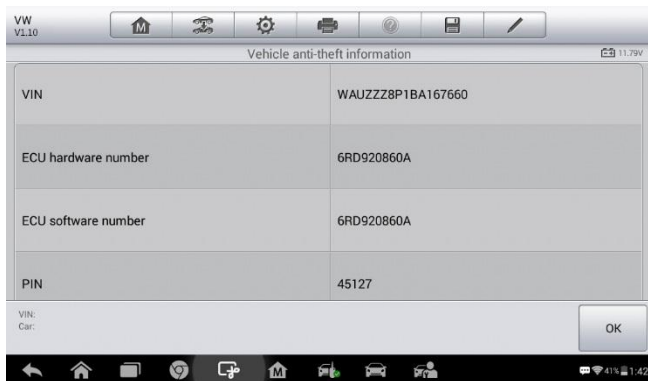 VW
V1.10
Vehicle anti-theft information
11.79V
VIN WAUZZZ8P1BA167660
ECU hardware number 6RD920860A
ECU software number 6RD920860A
PIN 45127
VIN:
Car:
OK
41% 1:42